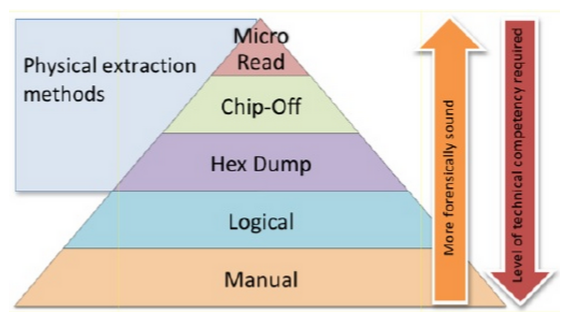 Physical extraction
methods
Micro
Read
Chip-Off
Hex Dump
Logical
Manual
More forensically sound
Level of technical competency required